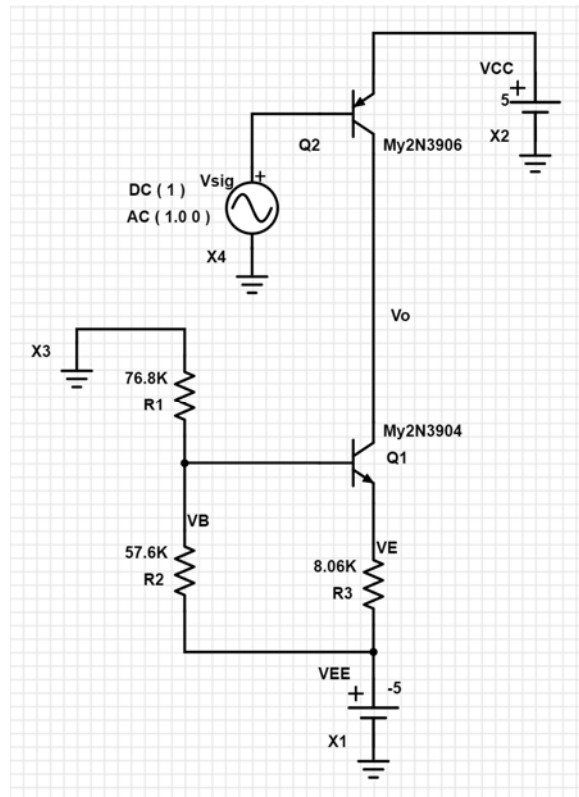 VCC
+
5
X2
Q2
My2N3906
Vsig
+
DC ( 1 )
AC ( 1.0 0 )
X4
Vo
X3
76.8K
R1
My2N3904
Q1
VB
VE
57.6K
R2
8.06K
R3
VEE
+
-5
X1